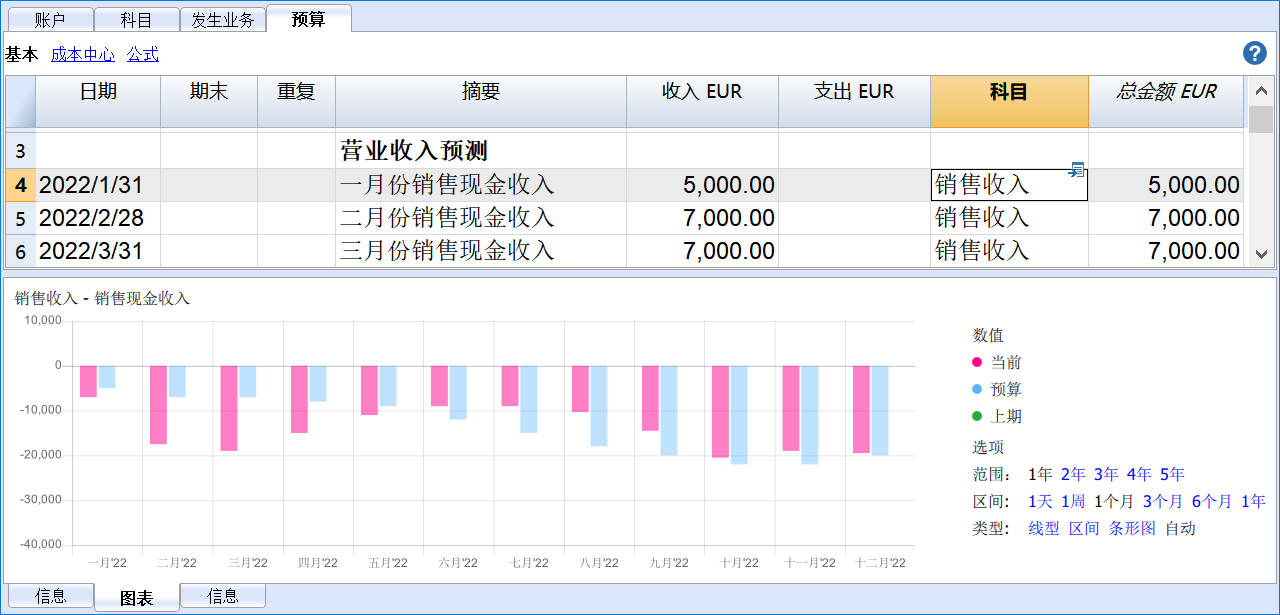 账户 科目 发生业务 预算
基本 成本中心 公式 ?
日期 期末 重复 摘要 收入 EUR 支出 EUR 科目 总金额 EUR
3 营业收入预测
4 2022/1/31 一月份销售现金收入 5,000.00 销售收入 5,000.00
5 2022/2/28 二月份销售现金收入 7,000.00 销售收入 7,000.00
6 2022/3/31 三月份销售现金收入 7,000.00 销售收入 7,000.00
销售收入 - 销售现金收入
10,000
0
-10,000
-20,000
-30,000
-40,000
一月'22 二月'22 三月'22 四月'22 五月'22 六月'22 七月'22 八月'22 九月'22 十月'22 十一月'22 十二月'22
数值
当前
预算
上期
选项
范围： 1年 2年 3年 4年 5年
区间: 1天 1周 1个月 3个月 6个月 1年
类型: 线型 区间 条形图 自动
信息 图表 信息